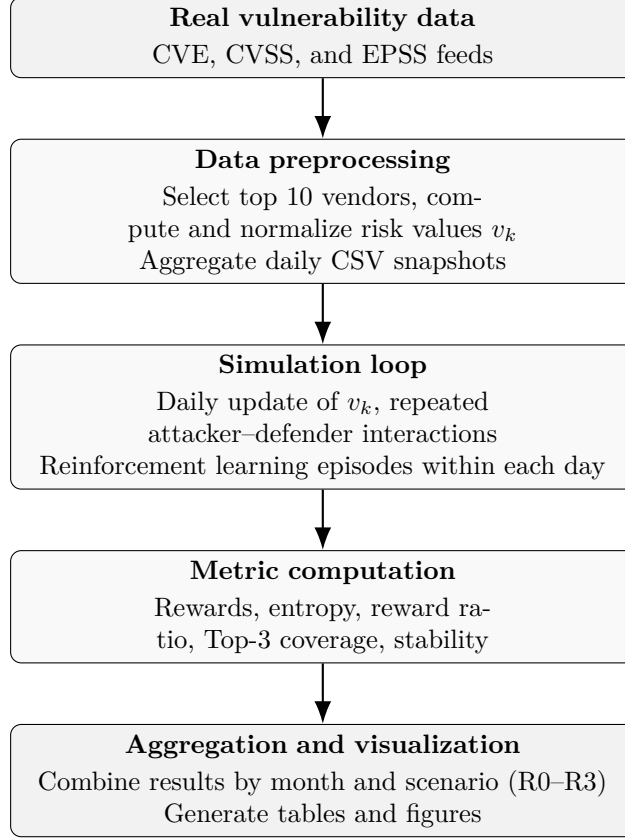 Real vulnerability data
CVE, CVSS, and EPSS feeds
Data preprocessing
Select top 10 vendors, com-
pute and normalize risk values v_k
Aggregate daily CSV snapshots
Simulation loop
Daily update of v_k, repeated
attacker–defender interactions
Reinforcement learning episodes within each day
Metric computation
Rewards, entropy, reward ra-
tio, Top-3 coverage, stability
Aggregation and visualization
Combine results by month and scenario (R0–R3)
Generate tables and figures